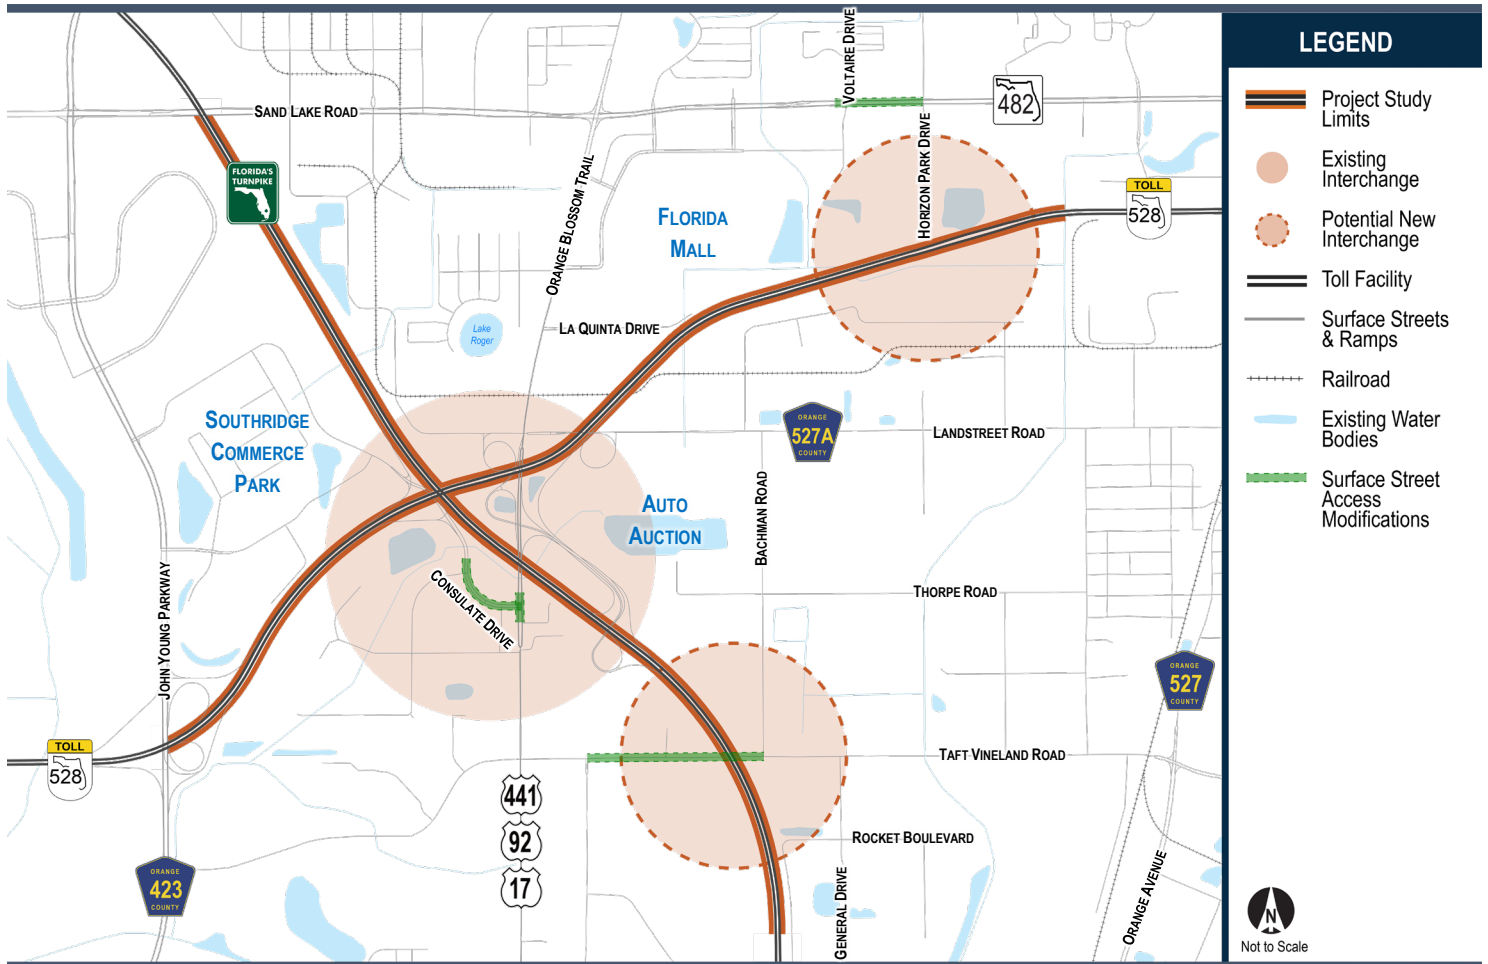 LEGEND
Project Study
Limits
Existing
Interchange
Potential New
Interchange
Toll Facility
Surface Streets
& Ramps
Railroad
Existing Water
Bodies
Surface Street
Access
Modifications
N
Not to Scale
VOLTAIRE DRIVE
SAND LAKE ROAD
482
HORIZON PARK DRIVE
FLORIDA'S
TURNPIKE
ORANGE BLOSSOM TRAIL
TOLL
528
FLORIDA
MALL
Lake
Roger
LA QUINTA DRIVE
SOUTHRIDGE
COMMERCE
PARK
ORANGE
527A
COUNTY
LANDSTREET ROAD
AUTO
AUCTION
BACHMAN ROAD
CONSULATE DRIVE
THORPE ROAD
JOHN YOUNG PARKWAY
ORANGE
527
COUNTY
TOLL
528
TAFT VINELAND ROAD
441
92
17
ROCKET BOULEVARD
ORANGE
423
COUNTY
GENERAL DRIVE
ORANGE AVENUE